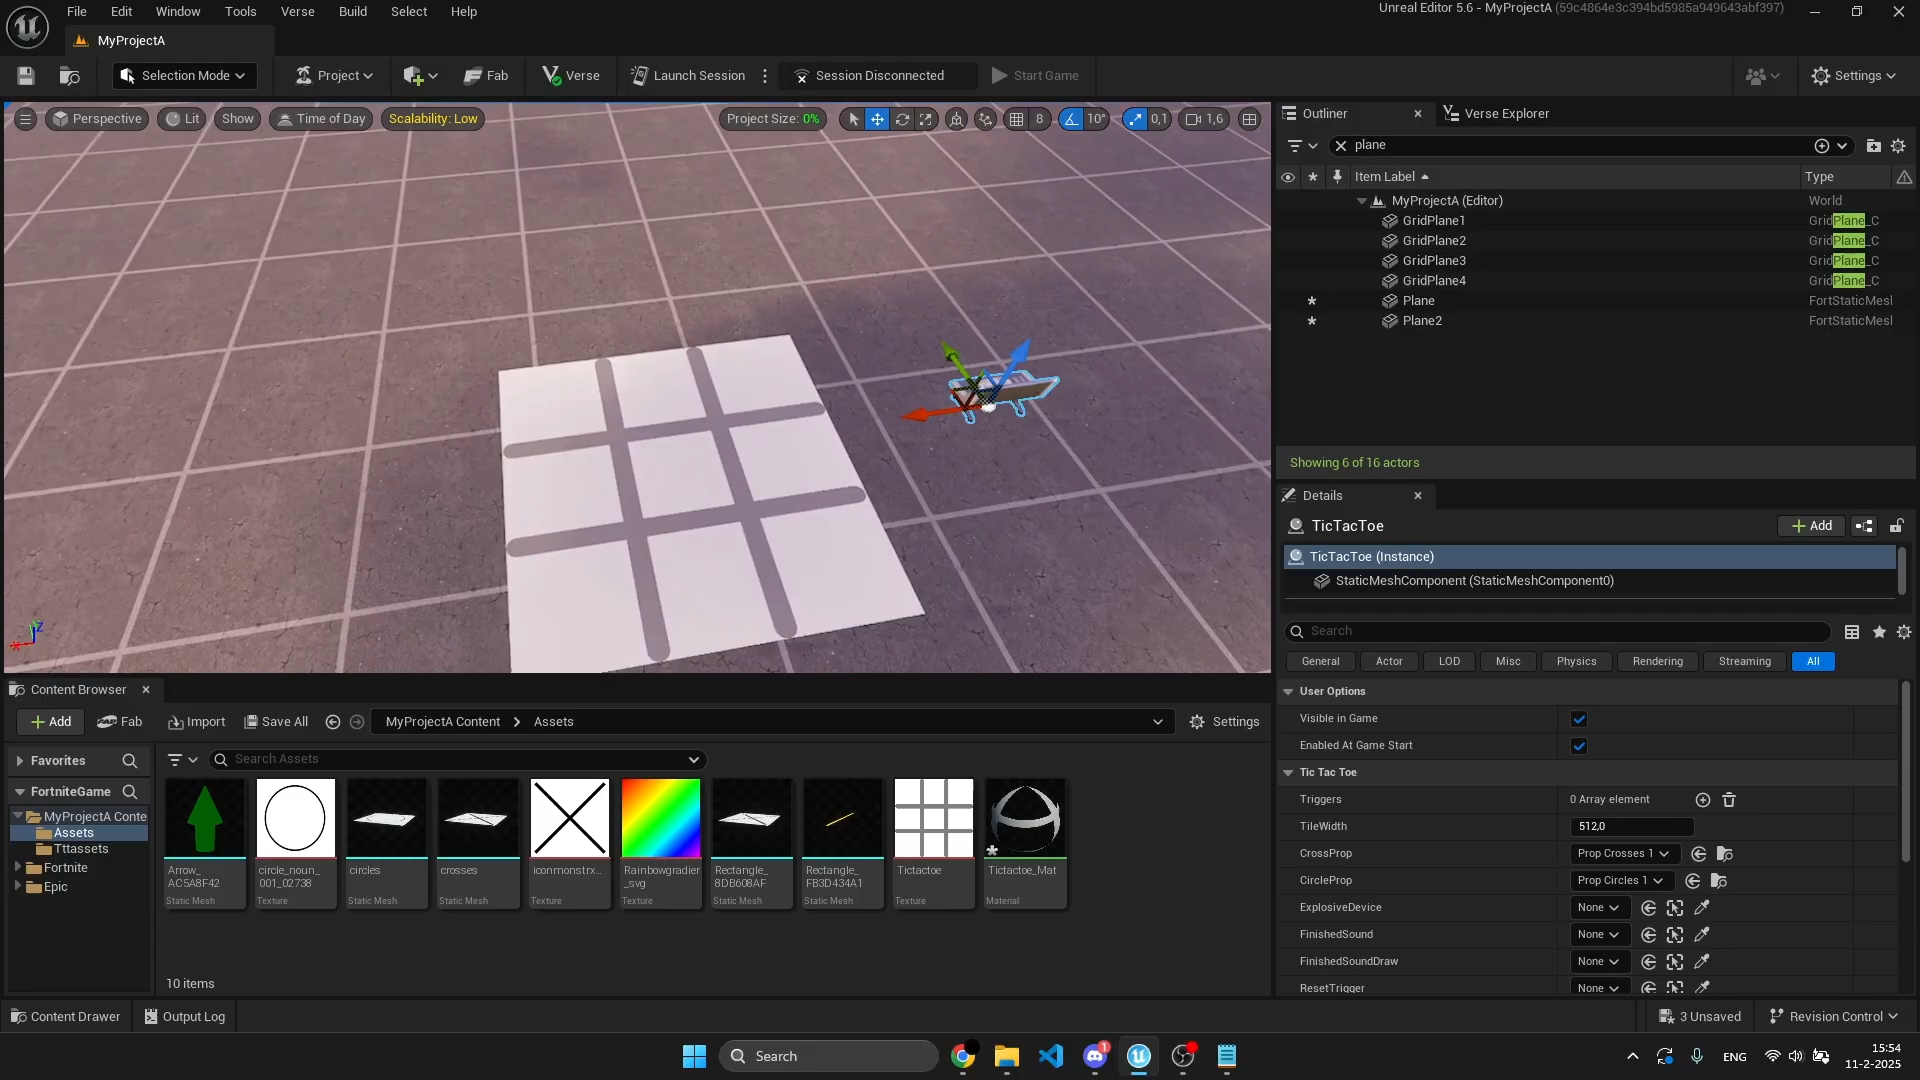 File Edit Window Tools Verse Build Select Help
Unreal Editor 5.6 - MyProjectA (59c4864e3c394bd5985a949643abf397)
MyProjectA
Selection Mode
Project
Fab
Verse
Launch Session
Session Disconnected
Start Game
Settings
Perspective
Lit
Show
Time of Day
Scalability: Low
Project Size: 0%
8
10°
0,1
1,6
Outliner
Verse Explorer
plane
Item Label
Type
MyProjectA (Editor) World
GridPlane1 GridPlane_C
GridPlane2 GridPlane_C
GridPlane3 GridPlane_C
GridPlane4 GridPlane_C
* Plane FortStaticMesl
* Plane2 FortStaticMesl
Showing 6 of 16 actors
Details
TicTacToe
+ Add
TicTacToe (Instance)
StaticMeshComponent (StaticMeshComponent0)
Search
General Actor LOD Misc Physics Rendering Streaming All
User Options
Visible in Game
Enabled At Game Start
Tic Tac Toe
Triggers 0 Array element
TileWidth 512,0
CrossProp Prop Crosses 1
CircleProp Prop Circles 1
ExplosiveDevice None
FinishedSound None
FinishedSoundDraw None
ResetTrigger None
Z
Content Browser
+ Add
Fab
Import
Save All
MyProjectA Content > Assets
Settings
Favorites
Search Assets
FortniteGame
MyProjectA Conte
Assets
Tttassets
Fortnite
Epic
Arrow_
AC5A8F42
Static Mesh
circle_noun_
001_02738
Texture
circles
Static Mesh
crosses
Static Mesh
iconmonstrx...
Texture
Rainbowgradier
_svg
Texture
Rectangle_
8DB608AF
Static Mesh
Rectangle_
FB3D434A1
Static Mesh
Tictactoe
Texture
Tictactoe_Mat
Material
10 items
Content Drawer
Output Log
3 Unsaved
Revision Control
Search
1
ENG
15:54
11-2-2025